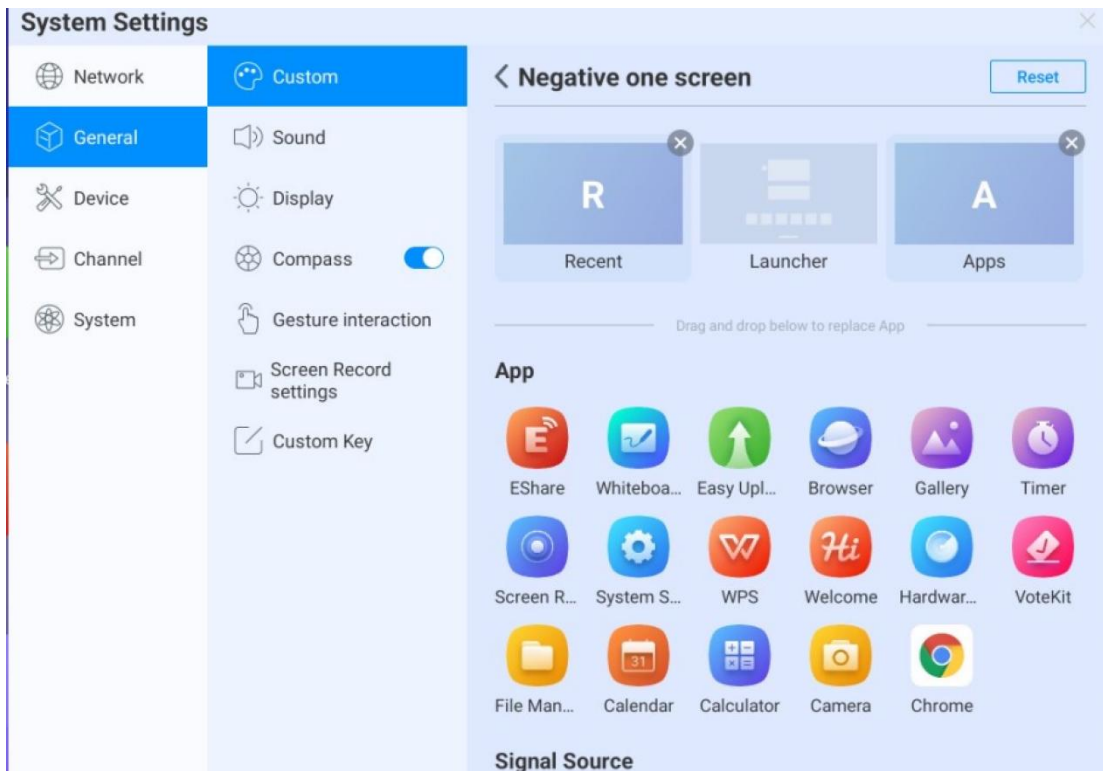 System Settings
Network
General
Device
Channel
System
Custom
Sound
Display
Compass
Gesture interaction
Screen Record
settings
Custom Key
Negative one screen
Reset
R
A
Recent
Launcher
Apps
Drag and drop below to replace App
App
E
EShare
Whiteboa...
Easy Upl...
Browser
Gallery
Timer
Hi
Screen R...
System S...
WPS
Welcome
Hardwar...
VoteKit
31
File Man...
Calendar
Calculator
Camera
Chrome
Signal Source